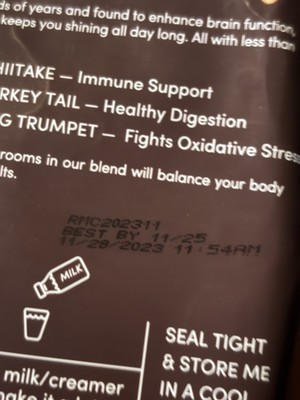 ds of years and found to enhance brain function,
keeps you shining all day long. All with less than
HIITAKE — Immune Support
RKEY TAIL — Healthy Digestion
G TRUMPET — Fights Oxidative Stres
rooms in our blend will balance your body
lts.
RMC202311
BEST BY 11/25
11/28/2023 11:54AM
MILK
SEAL TIGHT
& STORE ME
IN A COOL
milk/creamer
make it a